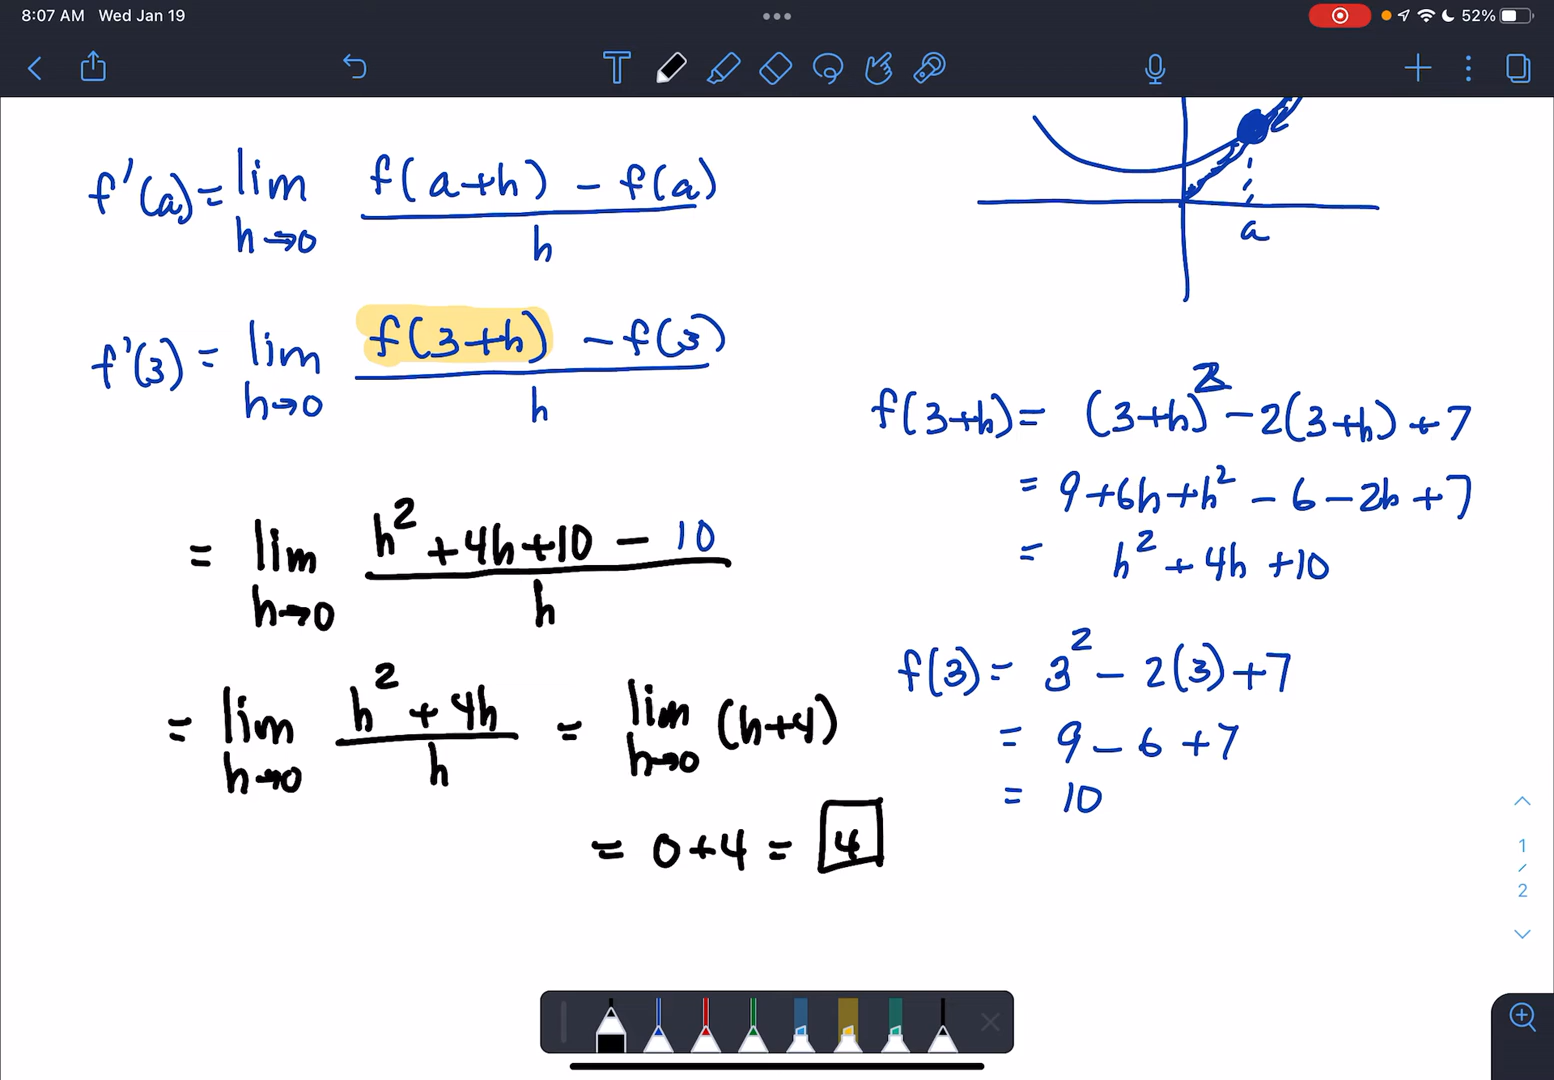 8:07 AM Wed Jan 19
52%
T
f'(a) = lim h→0 f(a+h) − f(a) / h
a
f'(3) = lim h→0 f(3+h) − f(3) / h
= lim h→0 h² + 4h + 10 − 10 / h
= lim h→0 h² + 4h / h = lim h→0 (h+4)
= 0 + 4 = 4
f(3+h) = (3+h)² − 2(3+h) + 7
= 9 + 6h + h² − 6 − 2h + 7
= h² + 4h + 10
f(3) = 3² − 2(3) + 7
= 9 − 6 + 7
= 10
1
/
2